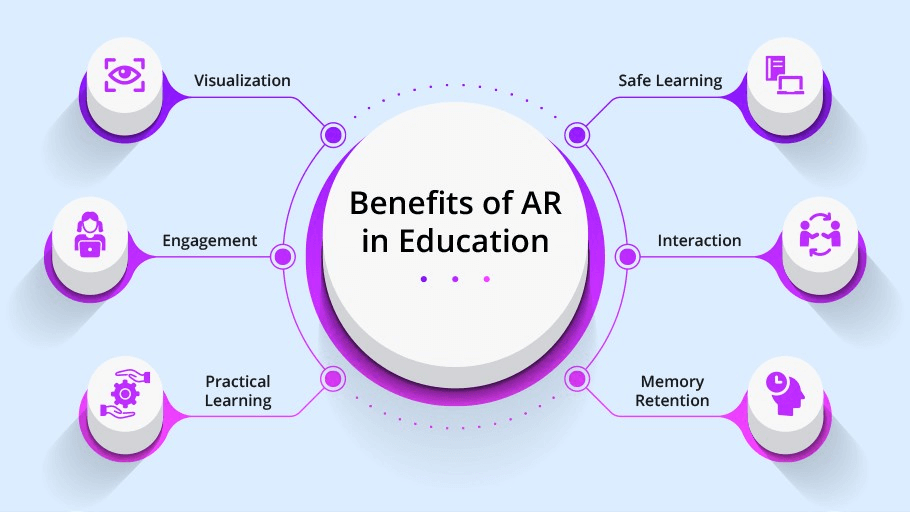 Benefits of AR
in Education
Visualization
Engagement
Practical
Learning
Safe Learning
Interaction
Memory
Retention